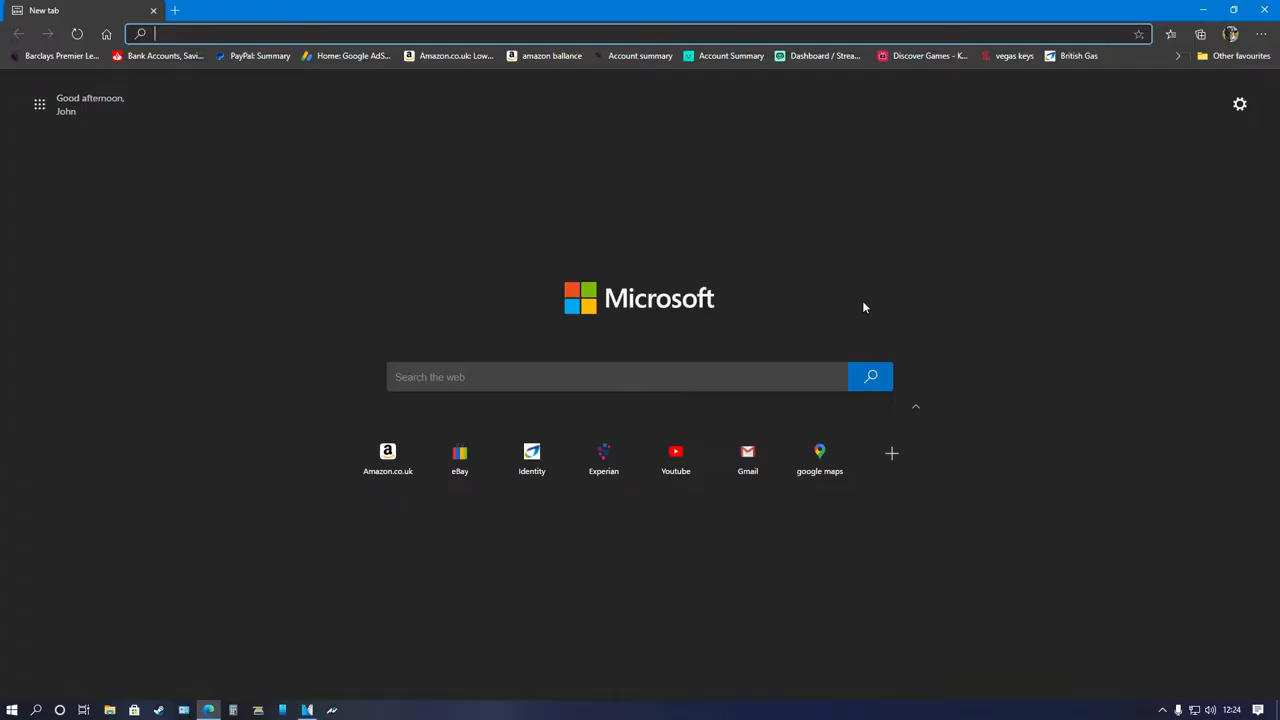 New tab
Barclays Premier Le...
Bank Accounts, Savi...
PayPal Summary
Home: Google AdS...
Amazon.co.uk: Low...
amazon ballance
Account summary
Account Summary
Dashboard / Strea...
Discover Games - K...
vegas keys
British Gas
Other favourites
Good afternoon,
John
Microsoft
Search the web
Amazon.co.uk
eBay
Identity
Experian
Youtube
Gmail
google maps
12:24